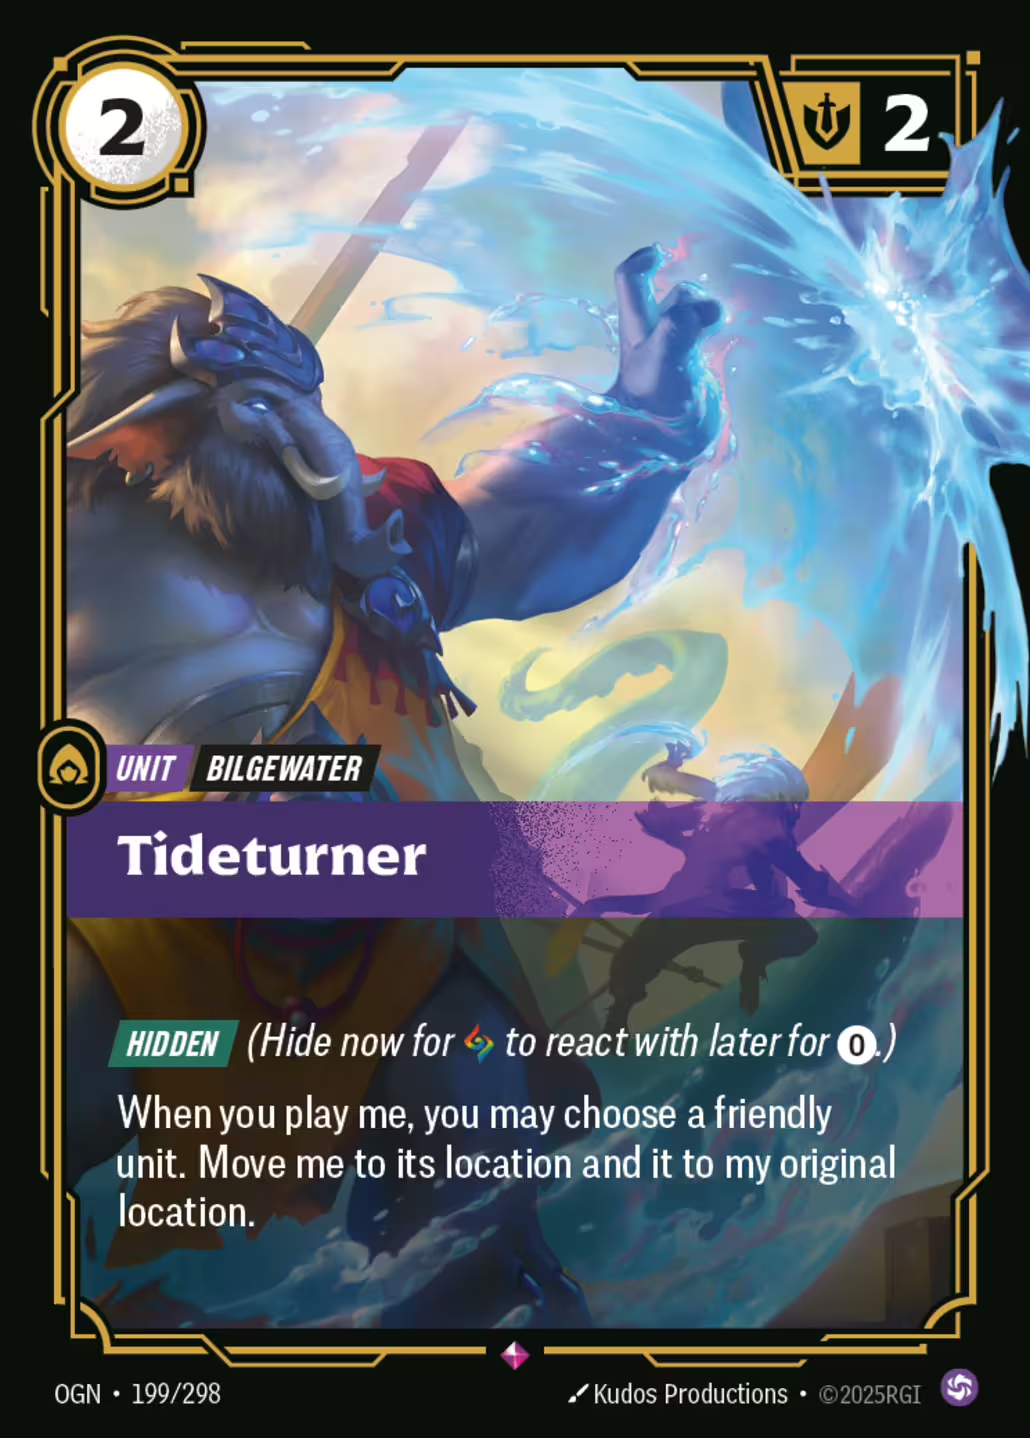 2
2
UNIT BILGEWATER
Tideturner
HIDDEN (Hide now for to react with later for 0.)
When you play me, you may choose a friendly
unit. Move me to its location and it to my original
location.
OGN • 199/298
Kudos Productions • ©2025RGI